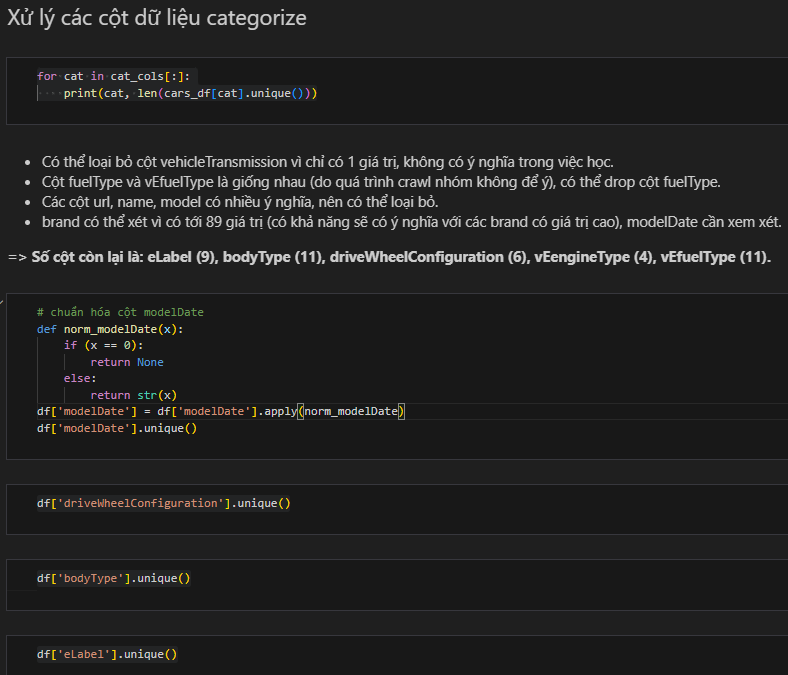 Xử lý các cột dữ liệu categorize
for cat in cat_cols[:]:
    print(cat, len(cars_df[cat].unique()))
• Có thể loại bỏ cột vehicleTransmission vì chỉ có 1 giá trị, không có ý nghĩa trong việc học.
• Cột fuelType và vEfuelType là giống nhau (do quá trình crawl nhóm không để ý), có thể drop cột fuelType.
• Các cột url, name, model có nhiều ý nghĩa, nên có thể loại bỏ.
• brand có thể xét vì có tới 89 giá trị (có khả năng sẽ có ý nghĩa với các brand có giá trị cao), modelDate cần xem xét.
=> Số cột còn lại là: eLabel (9), bodyType (11), driveWheelConfiguration (6), vEengineType (4), vEfuelType (11).
# chuẩn hóa cột modelDate
def norm_modelDate(x):
    if (x == 0):
        return None
    else:
        return str(x)
df['modelDate'] = df['modelDate'].apply(norm_modelDate)
df['modelDate'].unique()
df['driveWheelConfiguration'].unique()
df['bodyType'].unique()
df['eLabel'].unique()